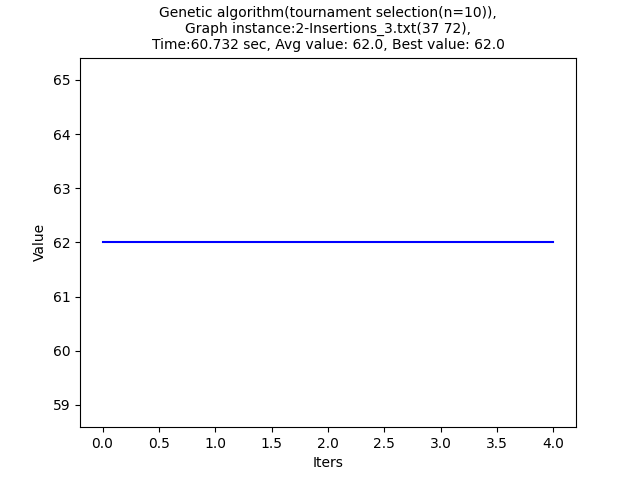 Genetic algorithm(tournament selection(n=10)),
Graph instance:2-Insertions_3.txt(37 72),
Time:60.732 sec, Avg value: 62.0, Best value: 62.0
65
64
63
62
61
60
59
Value
0.0 0.5 1.0 1.5 2.0 2.5 3.0 3.5 4.0
Iters